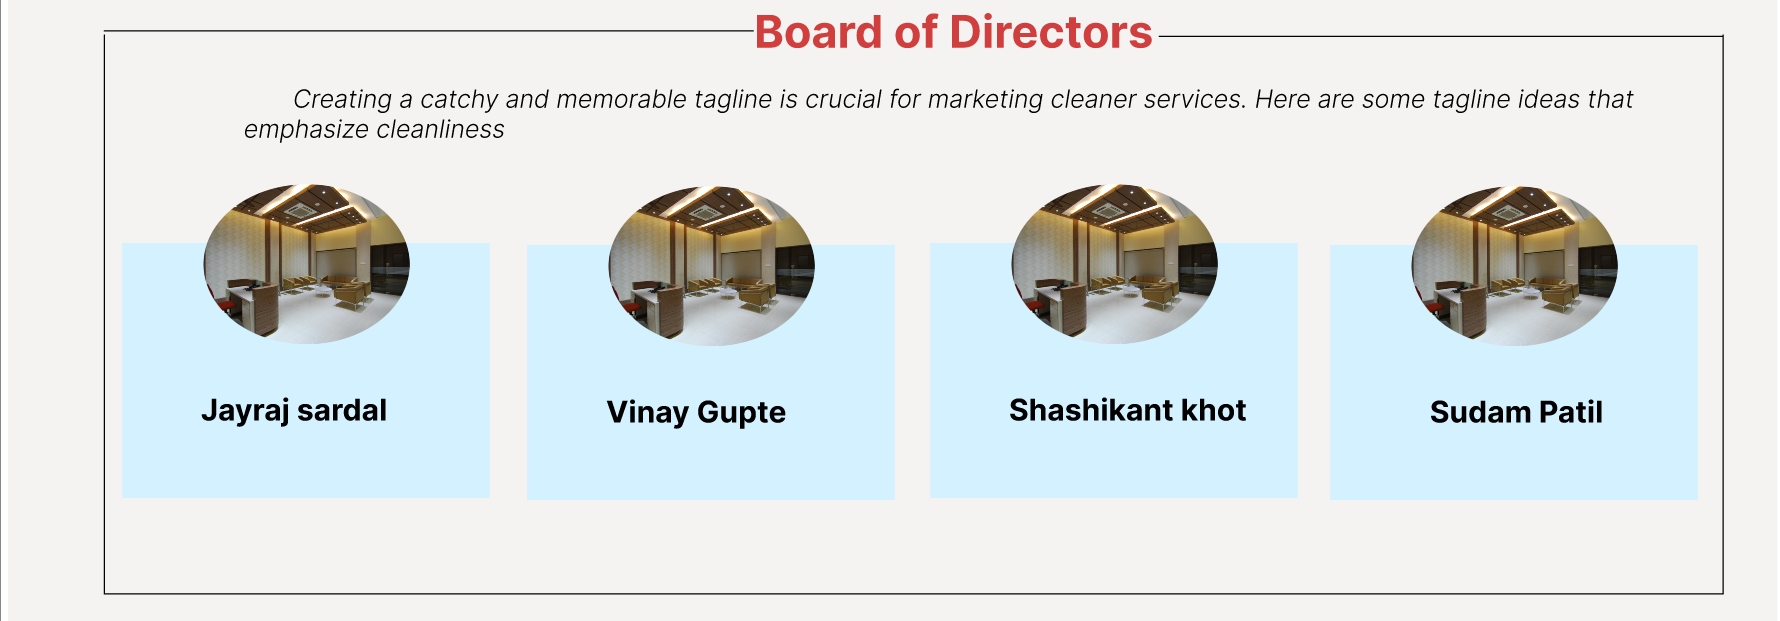 Board of Directors
Creating a catchy and memorable tagline is crucial for marketing cleaner services. Here are some tagline ideas that
emphasize cleanliness
Jayraj sardal
Vinay Gupte
Shashikant khot
Sudam Patil